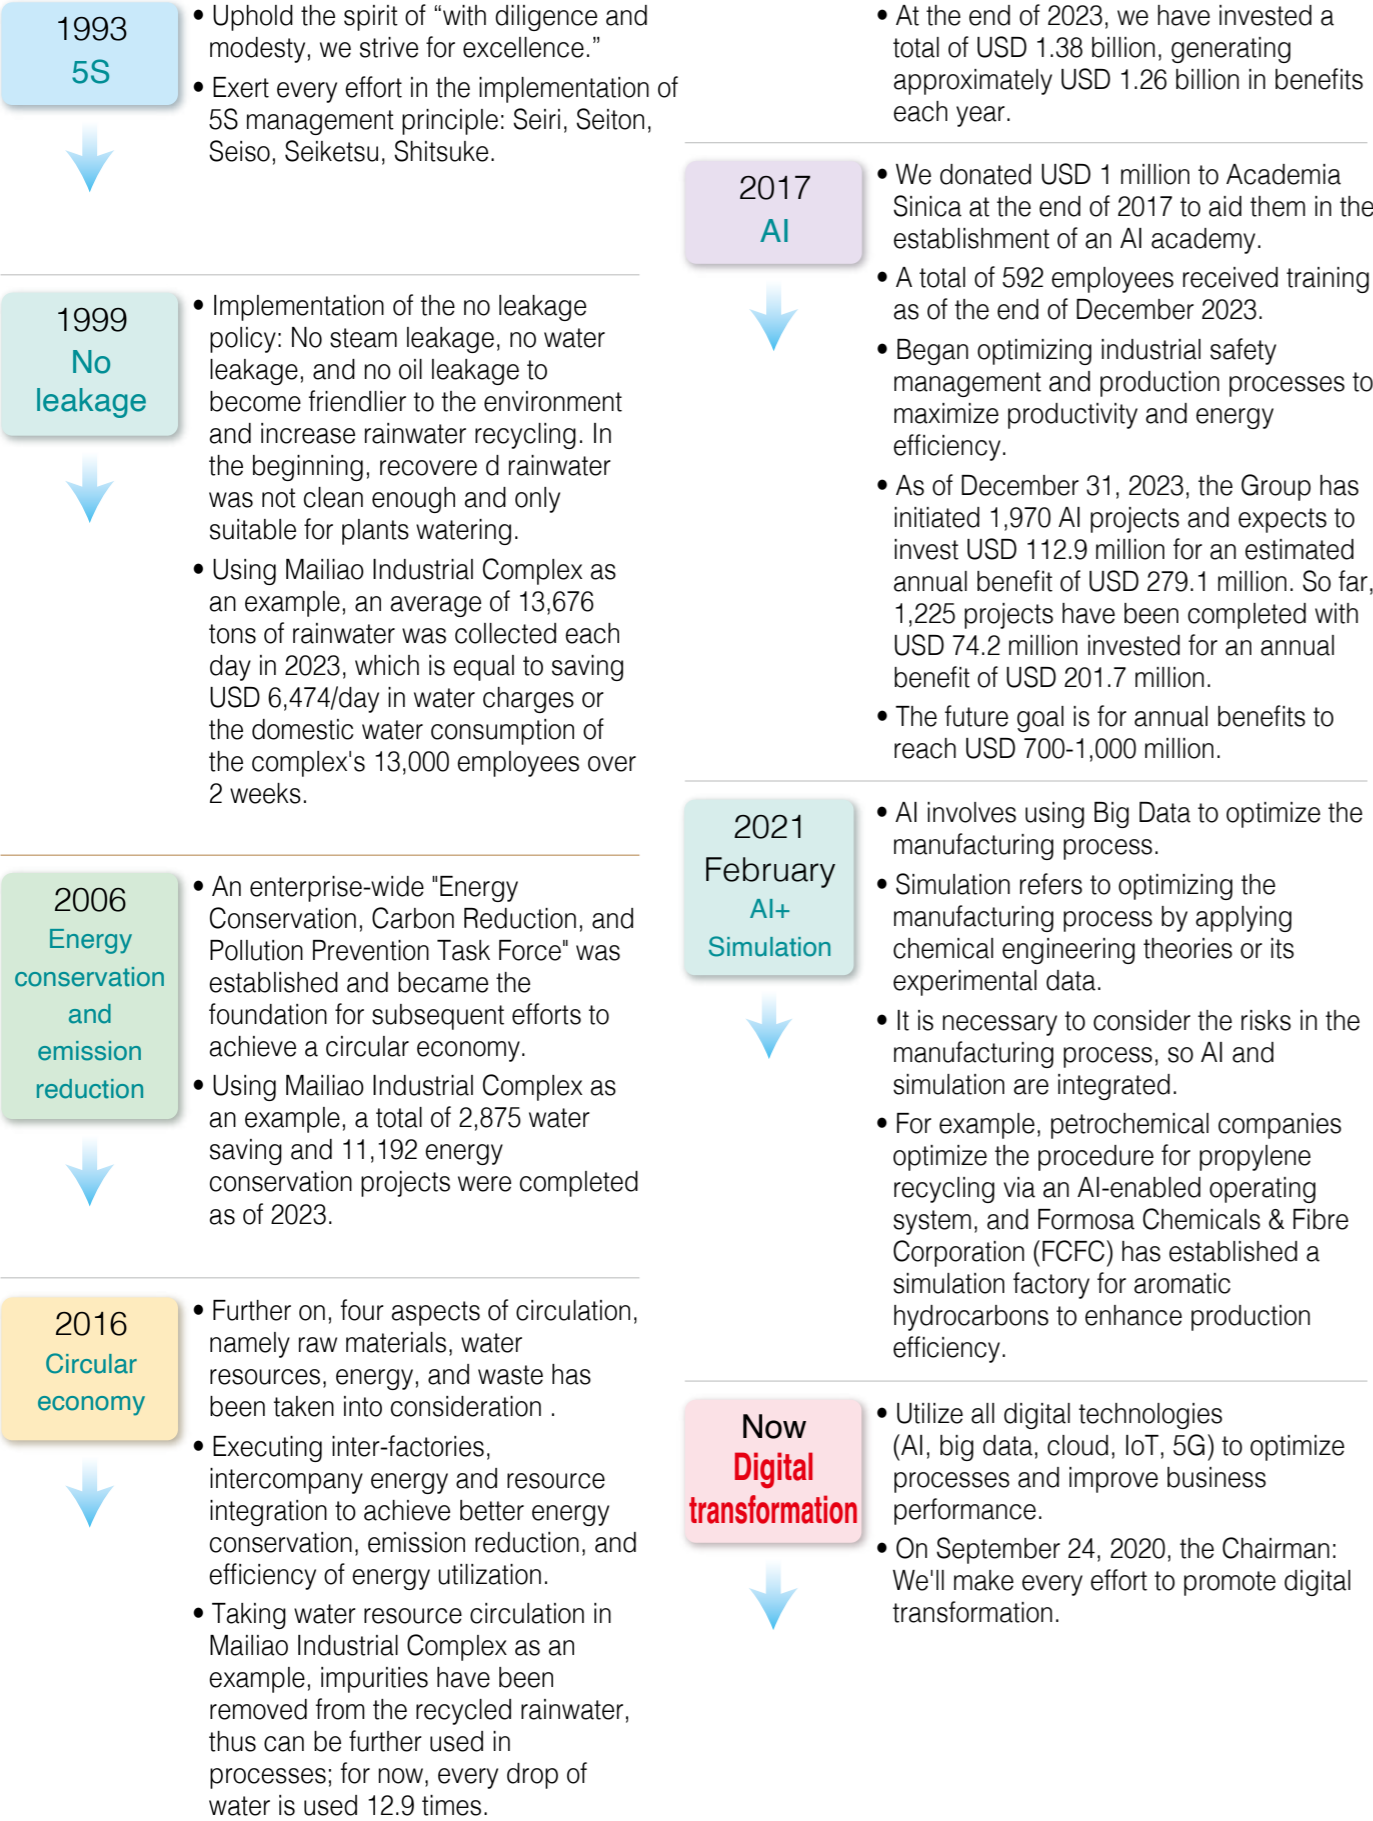 1993
5S
• Uphold the spirit of “with diligence and
modesty, we strive for excellence.”
• Exert every effort in the implementation of
5S management principle: Seiri, Seiton,
Seiso, Seiketsu, Shitsuke.
1999
No
leakage
• Implementation of the no leakage
policy: No steam leakage, no water
leakage, and no oil leakage to
become friendlier to the environment
and increase rainwater recycling. In
the beginning, recovere d rainwater
was not clean enough and only
suitable for plants watering.
• Using Mailiao Industrial Complex as
an example, an average of 13,676
tons of rainwater was collected each
day in 2023, which is equal to saving
USD 6,474/day in water charges or
the domestic water consumption of
the complex's 13,000 employees over
2 weeks.
2006
Energy
conservation
and
emission
reduction
• An enterprise-wide "Energy
Conservation, Carbon Reduction, and
Pollution Prevention Task Force" was
established and became the
foundation for subsequent efforts to
achieve a circular economy.
• Using Mailiao Industrial Complex as
an example, a total of 2,875 water
saving and 11,192 energy
conservation projects were completed
as of 2023.
2016
Circular
economy
• Further on, four aspects of circulation,
namely raw materials, water
resources, energy, and waste has
been taken into consideration .
• Executing inter-factories,
intercompany energy and resource
integration to achieve better energy
conservation, emission reduction, and
efficiency of energy utilization.
• Taking water resource circulation in
Mailiao Industrial Complex as an
example, impurities have been
removed from the recycled rainwater,
thus can be further used in
processes; for now, every drop of
water is used 12.9 times.
• At the end of 2023, we have invested a
total of USD 1.38 billion, generating
approximately USD 1.26 billion in benefits
each year.
2017
AI
• We donated USD 1 million to Academia
Sinica at the end of 2017 to aid them in the
establishment of an AI academy.
• A total of 592 employees received training
as of the end of December 2023.
• Began optimizing industrial safety
management and production processes to
maximize productivity and energy
efficiency.
• As of December 31, 2023, the Group has
initiated 1,970 AI projects and expects to
invest USD 112.9 million for an estimated
annual benefit of USD 279.1 million. So far,
1,225 projects have been completed with
USD 74.2 million invested for an annual
benefit of USD 201.7 million.
• The future goal is for annual benefits to
reach USD 700-1,000 million.
2021
February
AI+
Simulation
• AI involves using Big Data to optimize the
manufacturing process.
• Simulation refers to optimizing the
manufacturing process by applying
chemical engineering theories or its
experimental data.
• It is necessary to consider the risks in the
manufacturing process, so AI and
simulation are integrated.
• For example, petrochemical companies
optimize the procedure for propylene
recycling via an AI-enabled operating
system, and Formosa Chemicals & Fibre
Corporation (FCFC) has established a
simulation factory for aromatic
hydrocarbons to enhance production
efficiency.
Now
Digital
transformation
• Utilize all digital technologies
(AI, big data, cloud, IoT, 5G) to optimize
processes and improve business
performance.
• On September 24, 2020, the Chairman:
We'll make every effort to promote digital
transformation.